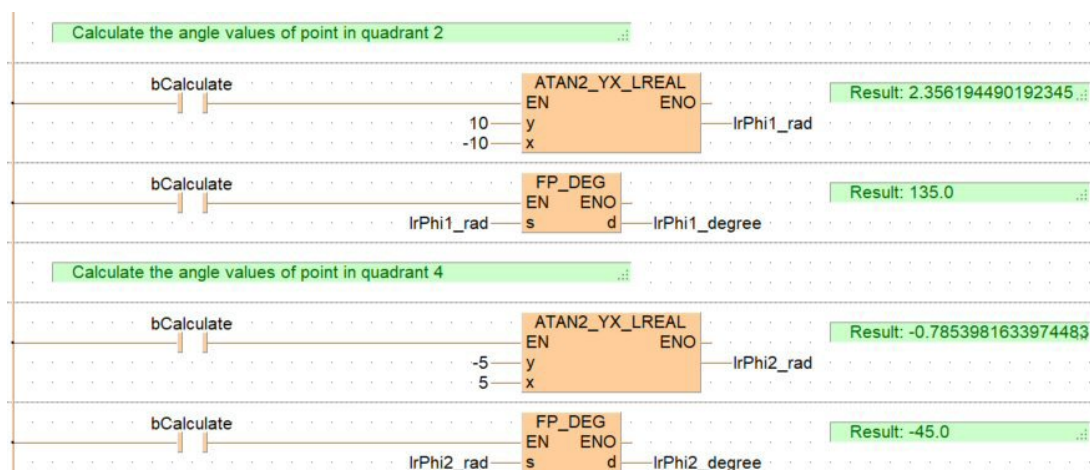 Calculate the angle values of point in quadrant 2
bCalculate
ATAN2_YX_LREAL
EN ENO
10 y lrPhi1_rad
-10 x
Result: 2.356194490192345
bCalculate
FP_DEG
EN ENO
lrPhi1_rad s d lrPhi1_degree
Result: 135.0
Calculate the angle values of point in quadrant 4
bCalculate
ATAN2_YX_LREAL
EN ENO
-5 y lrPhi2_rad
5 x
Result: -0.7853981633974483
bCalculate
FP_DEG
EN ENO
lrPhi2_rad s d lrPhi2_degree
Result: -45.0